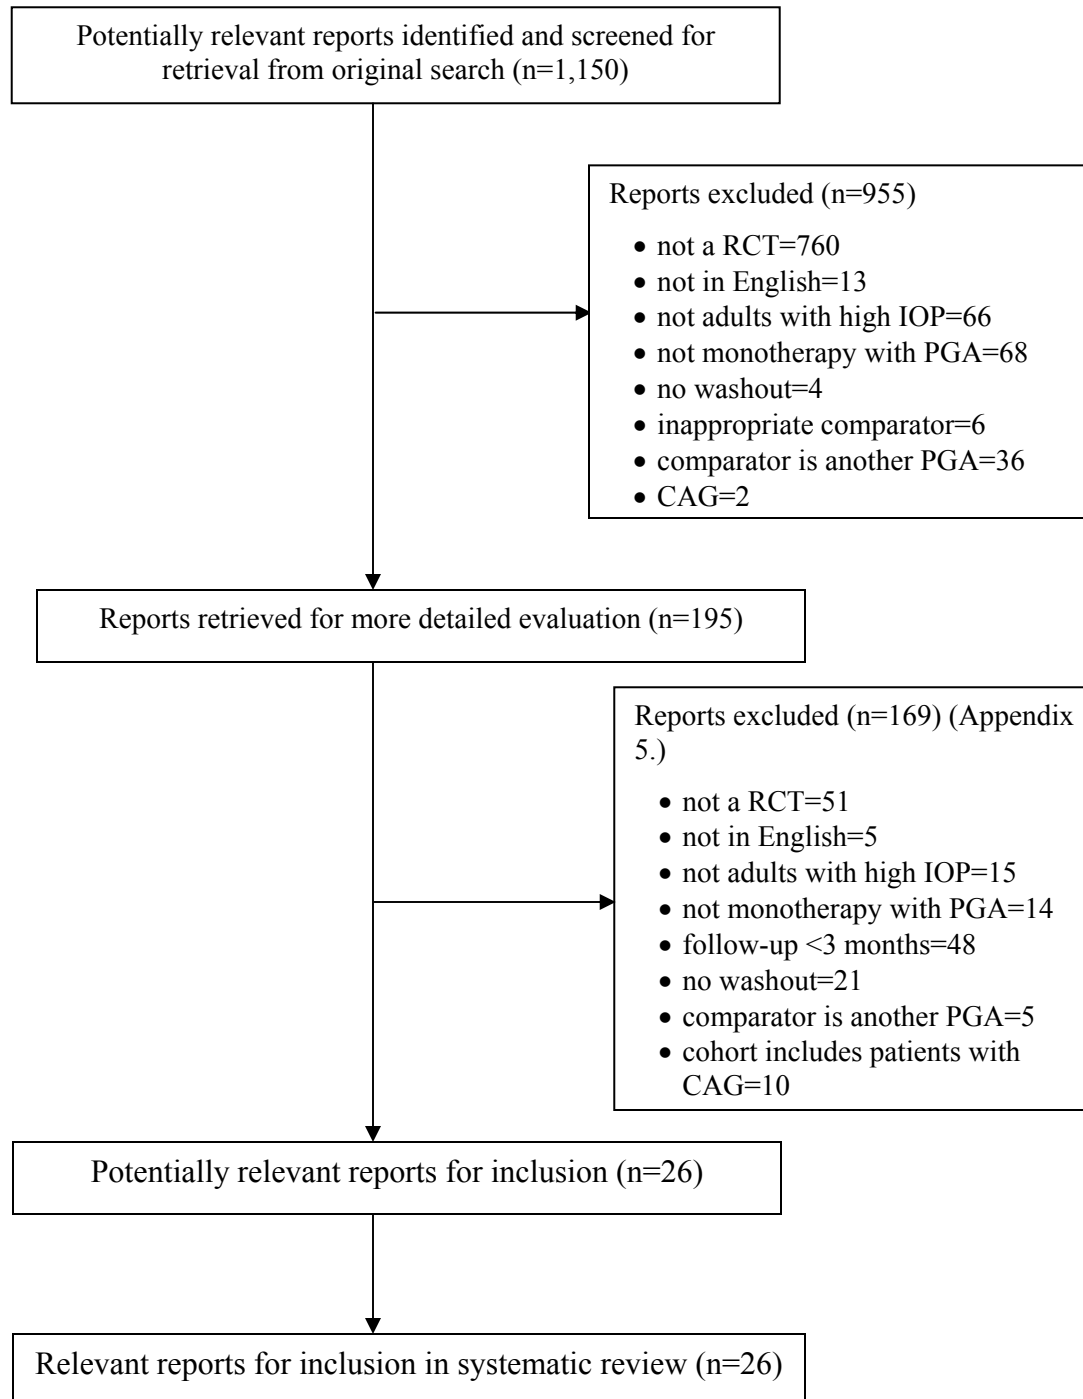 Potentially relevant reports identified and screened for
retrieval from original search (n=1,150)
Reports excluded (n=955)
• not a RCT=760
• not in English=13
• not adults with high IOP=66
• not monotherapy with PGA=68
• no washout=4
• inappropriate comparator=6
• comparator is another PGA=36
• CAG=2
Reports retrieved for more detailed evaluation (n=195)
Reports excluded (n=169) (Appendix
5.)
• not a RCT=51
• not in English=5
• not adults with high IOP=15
• not monotherapy with PGA=14
• follow-up <3 months=48
• no washout=21
• comparator is another PGA=5
• cohort includes patients with
CAG=10
Potentially relevant reports for inclusion (n=26)
Relevant reports for inclusion in systematic review (n=26)